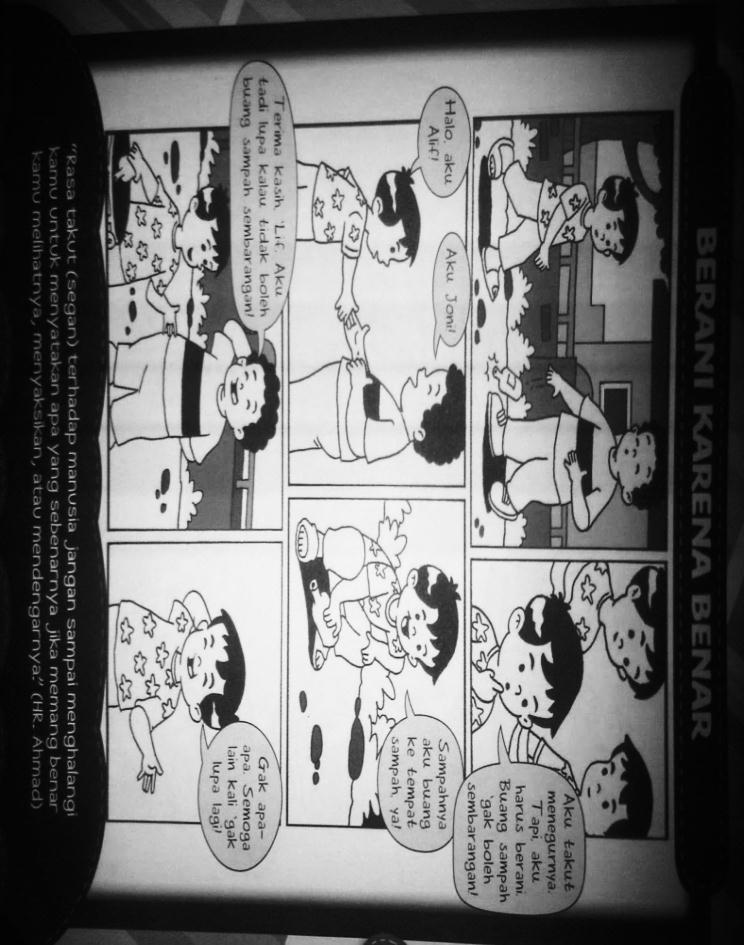 BERANI KARENA BENAR
Aku takut
menegurnya.
Tapi, aku
harus berani.
Buang sampah
'gak boleh
sembarangan!
Halo, aku
Alif!
Aku Joni!
Sampahnya
aku buang
ke tempat
sampah, ya!
Terima kasih, 'Lif. Aku
tadi lupa kalau tidak boleh
buang sampah sembarangan!
Gak apa-
apa. Semoga
lain kali 'gak
lupa lagi!
"Rasa takut (segan) terhadap manusia jangan sampai menghalangi
kamu untuk menyatakan apa yang sebenarnya jika memang benar
kamu melihatnya, menyaksikan, atau mendengarnya." (HR. Ahmad)